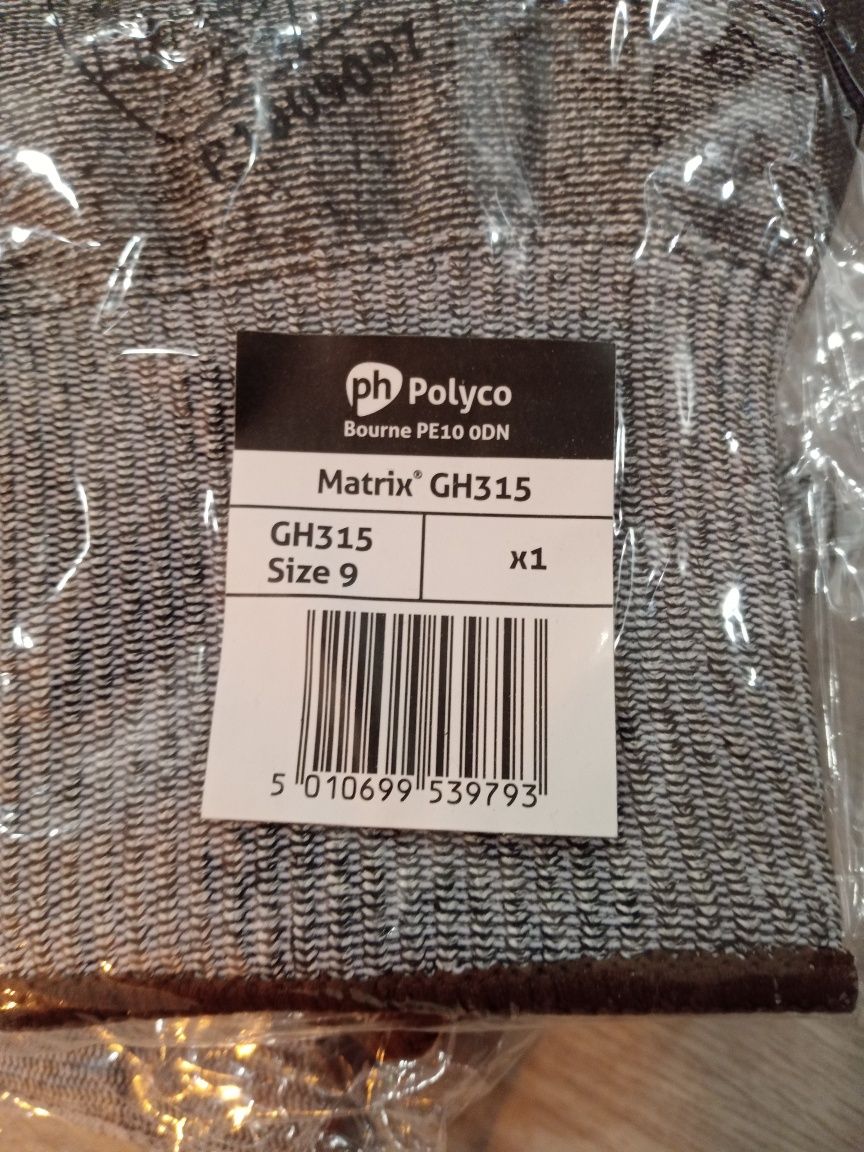 ph Polyco
Bourne PE10 0DN
Matrix® GH315
GH315
Size 9
x1
5 010699 539793